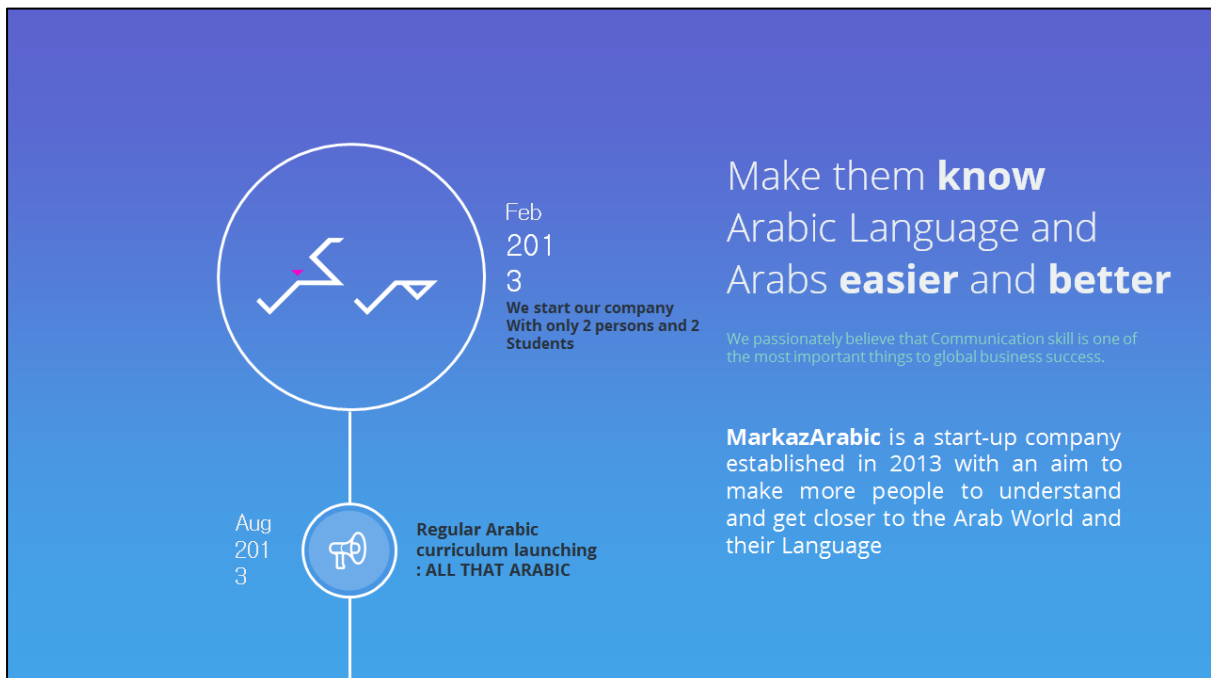 Feb
201
3
We start our company
With only 2 persons and 2
Students
Aug
201
3
Regular Arabic
curriculum launching
: ALL THAT ARABIC
Make them know
Arabic Language and
Arabs easier and better
We passionately believe that Communication skill is one of
the most important things to global business success.
MarkazArabic is a start-up company
established in 2013 with an aim to
make more people to understand
and get closer to the Arab World and
their Language